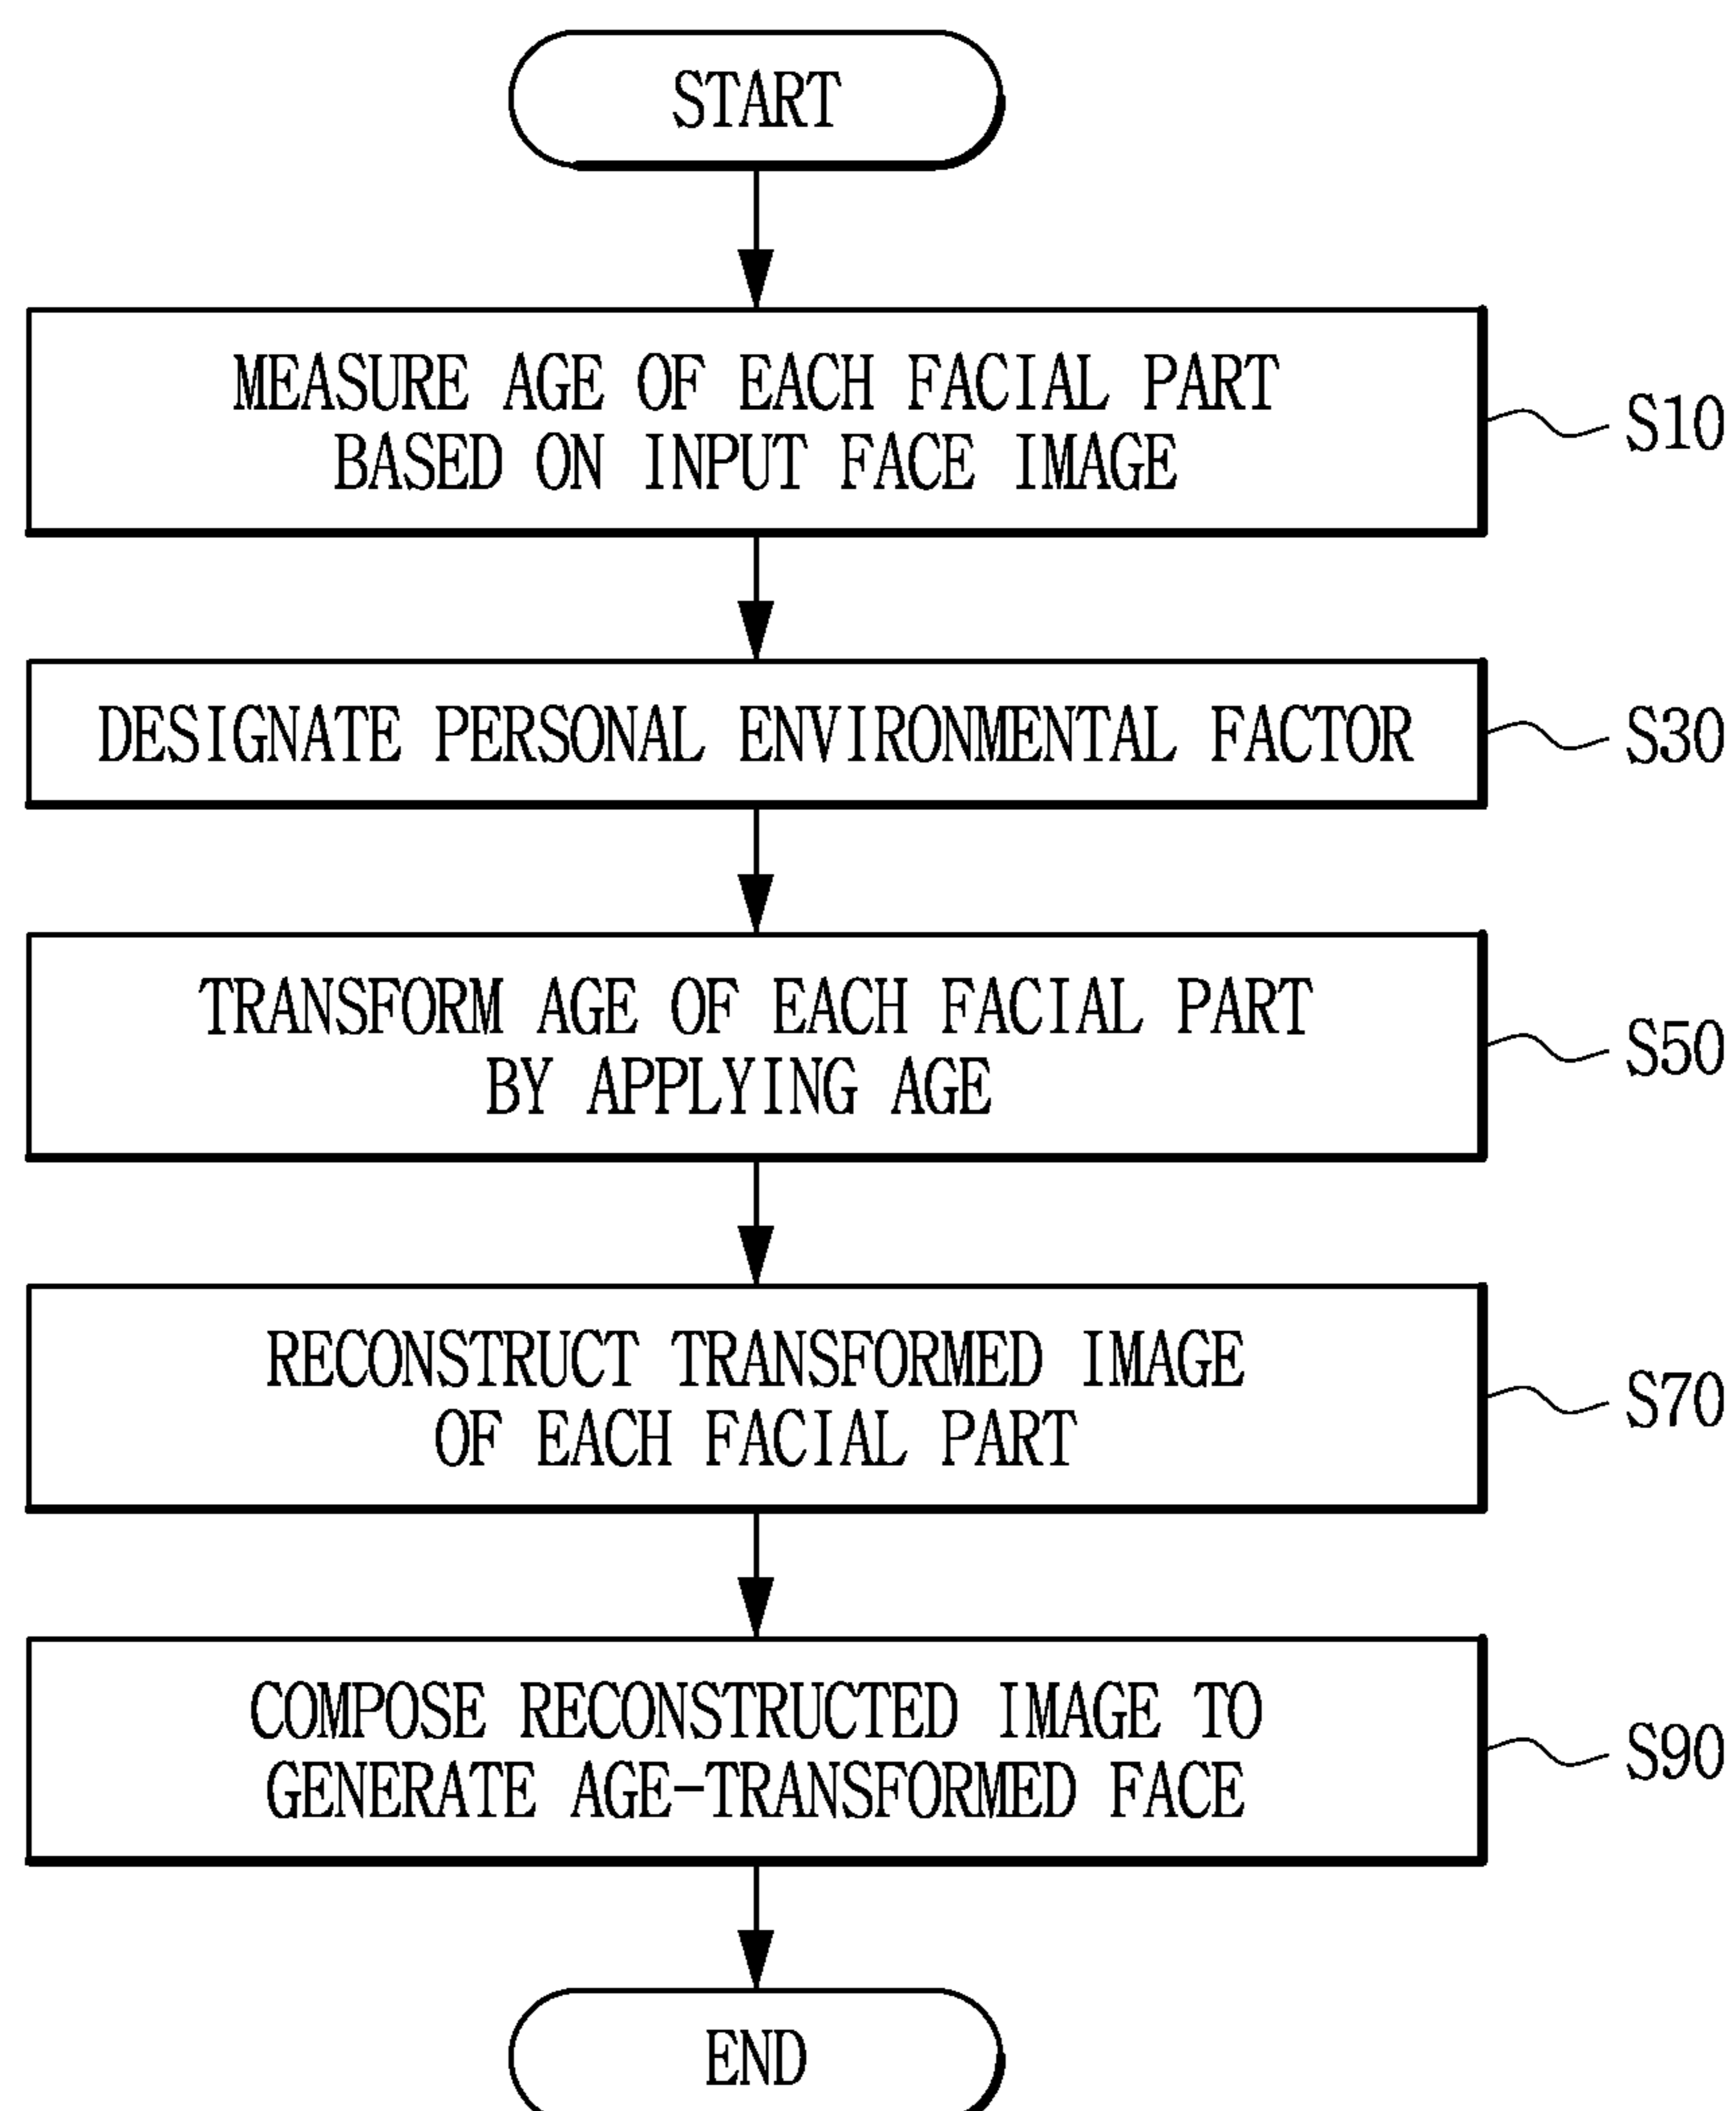 START
MEASURE AGE OF EACH FACIAL PART
BASED ON INPUT FACE IMAGE
S10
DESIGNATE PERSONAL ENVIRONMENTAL FACTOR
S30
TRANSFORM AGE OF EACH FACIAL PART
BY APPLYING AGE
S50
RECONSTRUCT TRANSFORMED IMAGE
OF EACH FACIAL PART
S70
COMPOSE RECONSTRUCTED IMAGE TO
GENERATE AGE-TRANSFORMED FACE
S90
END